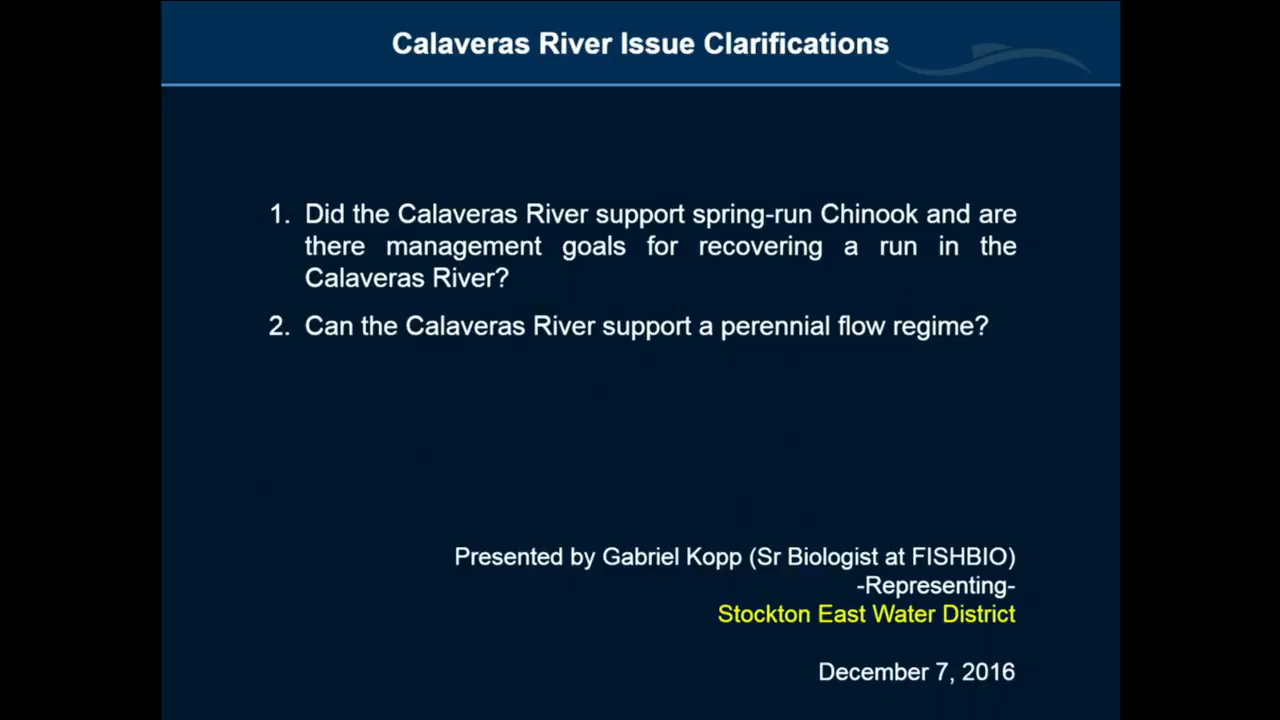 Calaveras River Issue Clarifications
1. Did the Calaveras River support spring-run Chinook and are
there management goals for recovering a run in the
Calaveras River?
2. Can the Calaveras River support a perennial flow regime?
Presented by Gabriel Kopp (Sr Biologist at FISHBIO)
-Representing-
Stockton East Water District
December 7, 2016